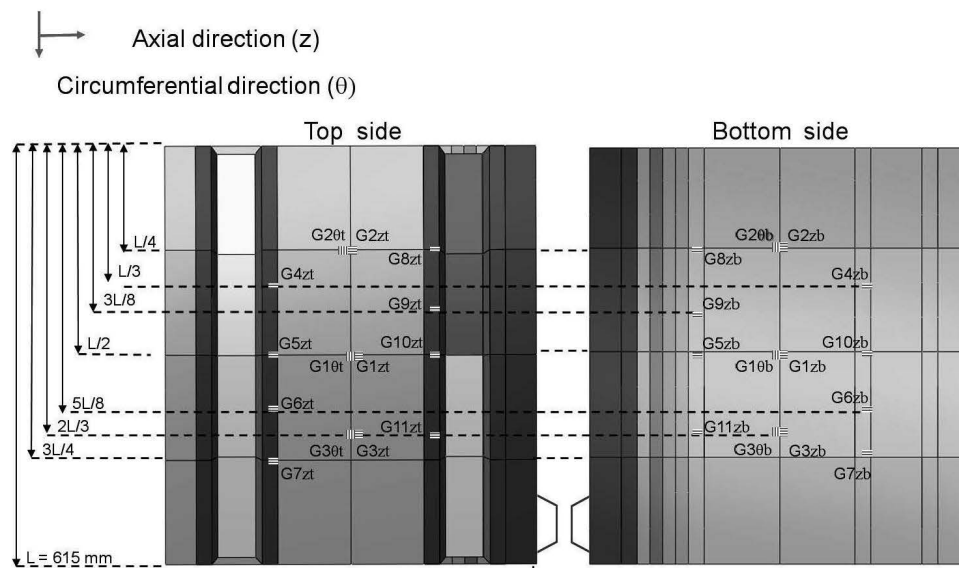 Axial direction (z)
Circumferential direction (θ)
Top side
Bottom side
G2θt G2zt
G2θb G2zb
L/4
G8zt
G8zb
L/3
G4zt
G4zb
3L/8
G9zt
G9zb
L/2
G5zt
G10zt
G5zb
G10zb
G1θt G1zt
G1θb G1zb
5L/8
G6zt
G6zb
2L/3
G11zt
G11zb
3L/4
G3θt G3zt
G3θb G3zb
G7zt
G7zb
L = 615 mm